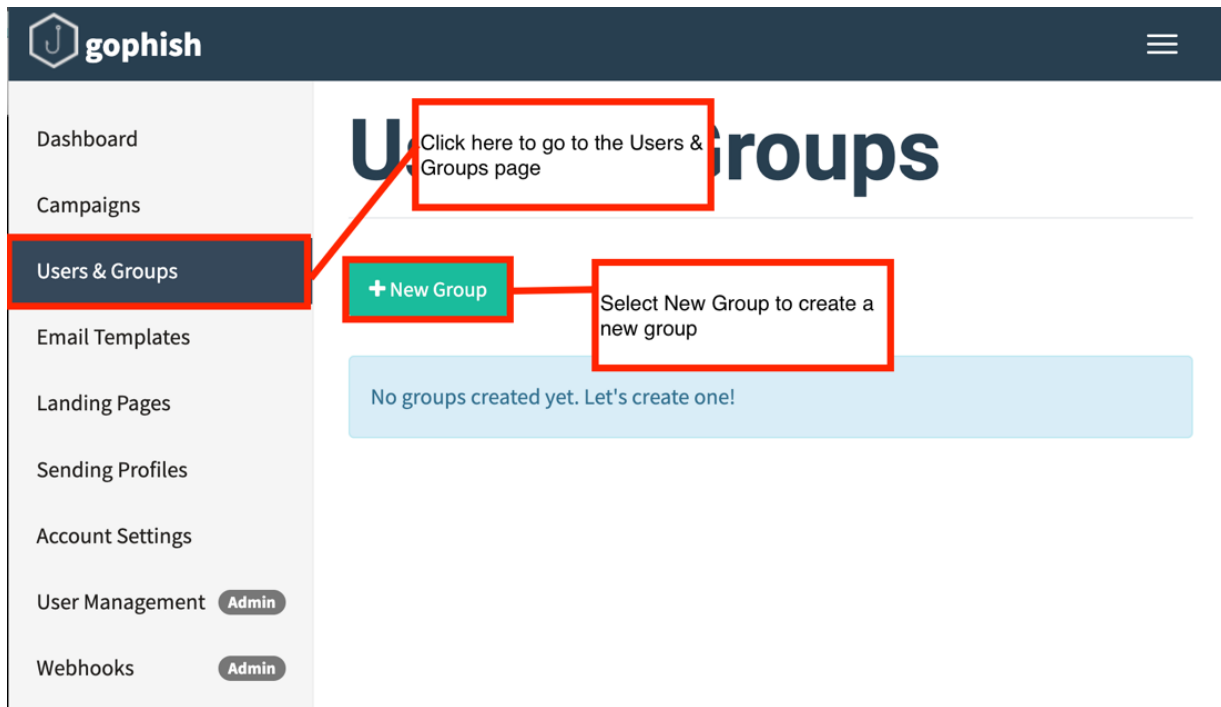 gophish
Dashboard
Campaigns
Users & Groups
Email Templates
Landing Pages
Sending Profiles
Account Settings
User Management Admin
Webhooks Admin
Click here to go to the Users &
Groups page
New Group
Select New Group to create a
new group
No groups created yet. Let's create one!